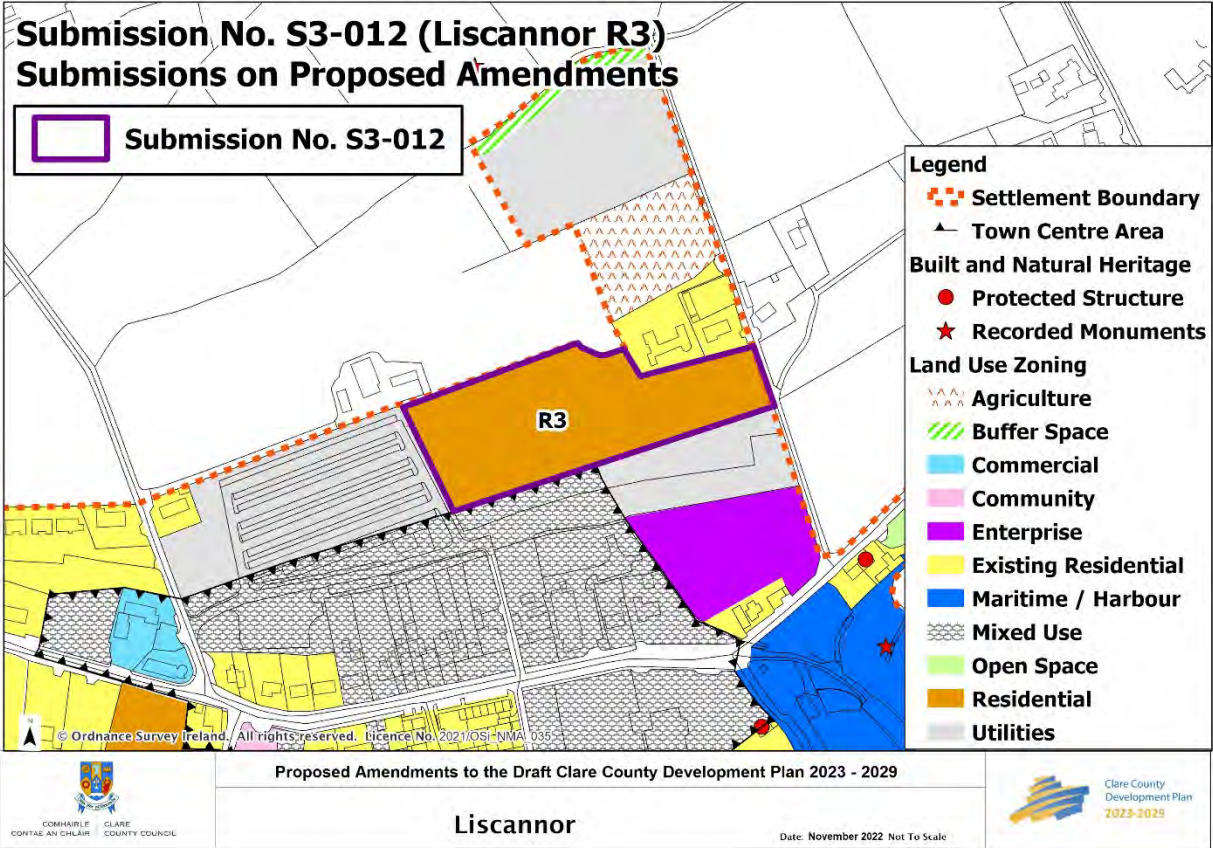 Submission No. S3-012 (Liscannor R3)
Submissions on Proposed Amendments
Submission No. S3-012
Legend
Settlement Boundary
Town Centre Area
Built and Natural Heritage
Protected Structure
Recorded Monuments
Land Use Zoning
Agriculture
Buffer Space
Commercial
Community
Enterprise
Existing Residential
Maritime / Harbour
Mixed Use
Open Space
Residential
Utilities
R3
N
© Ordnance Survey Ireland. All rights reserved. Licence No. 2021/OSi_NMA_035
COMHAIRLE CONTAE AN CHLÁIR
CLARE COUNTY COUNCIL
Proposed Amendments to the Draft Clare County Development Plan 2023 - 2029
Liscannor
Date: November 2022 Not To Scale
Clare County
Development Plan
2023-2029